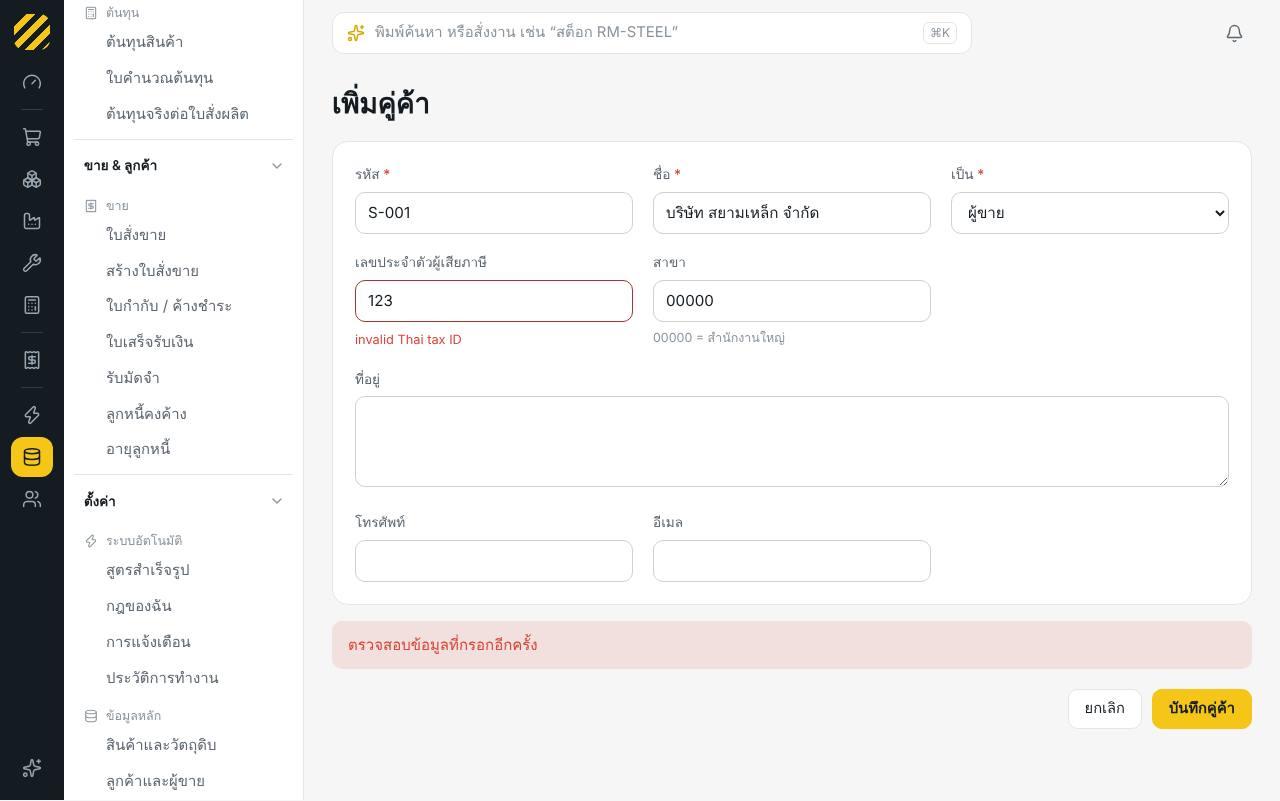 ต้นทุน
ต้นทุนสินค้า
ใบคำนวณต้นทุน
ต้นทุนจริงต่อใบสั่งผลิต
ขาย & ลูกค้า
ขาย
ใบสั่งขาย
สร้างใบสั่งขาย
ใบกำกับ / ค้างชำระ
ใบเสร็จรับเงิน
รับมัดจำ
ลูกหนี้คงค้าง
อายุลูกหนี้
ตั้งค่า
ระบบอัตโนมัติ
สูตรสำเร็จรูป
กฎของฉัน
การแจ้งเตือน
ประวัติการทำงาน
ข้อมูลหลัก
สินค้าและวัตถุดิบ
ลูกค้าและผู้ขาย
พิมพ์ค้นหา หรือสั่งงาน เช่น “สต็อก RM-STEEL” ⌘K
เพิ่มคู่ค้า
รหัส * ชื่อ * เป็น *
S-001 บริษัท สยามเหล็ก จำกัด ผู้ขาย
เลขประจำตัวผู้เสียภาษี สาขา
123 00000
invalid Thai tax ID 00000 = สำนักงานใหญ่
ที่อยู่
โทรศัพท์ อีเมล
ตรวจสอบข้อมูลที่กรอกอีกครั้ง
ยกเลิก บันทึกคู่ค้า